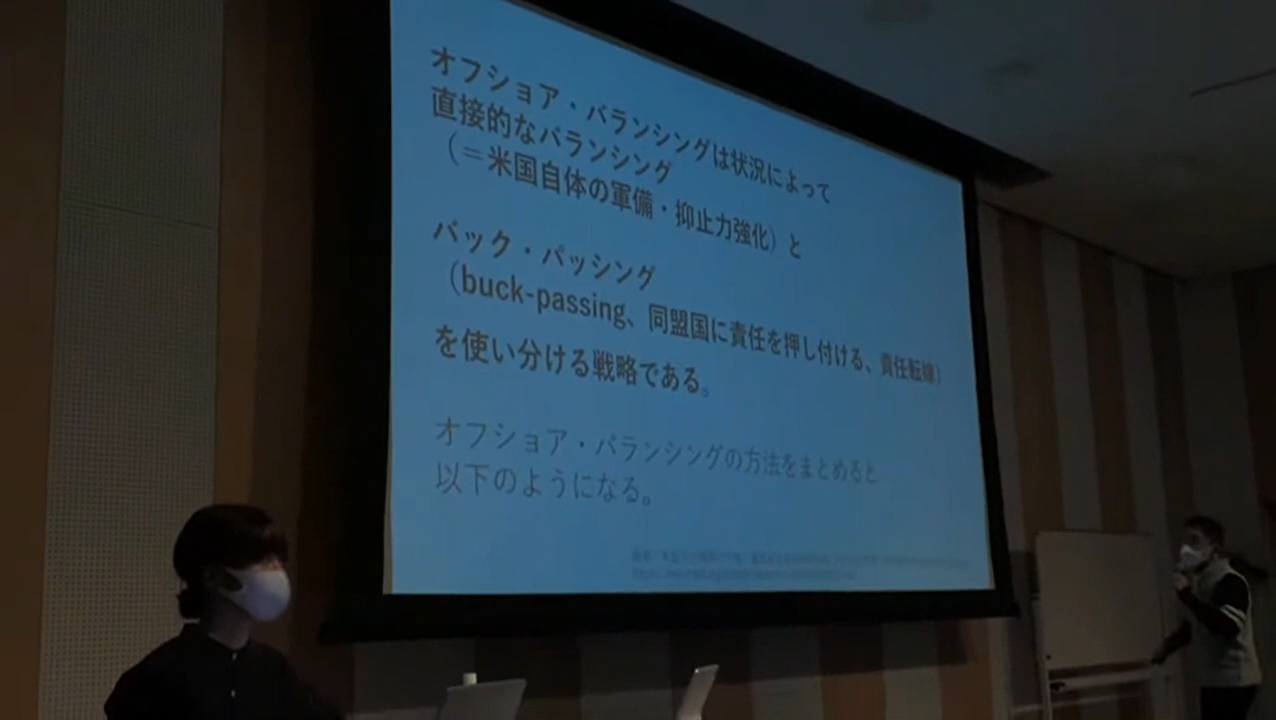 オフショア・バランシングは状況によって
直接的なバランシング
（＝米国自体の軍備・抑止力強化）と
バック・パッシング
（buck-passing、同盟国に責任を押し付ける、責任転嫁）
を使い分ける戦略である。
オフショア・バランシングの方法をまとめると
以下のようになる。